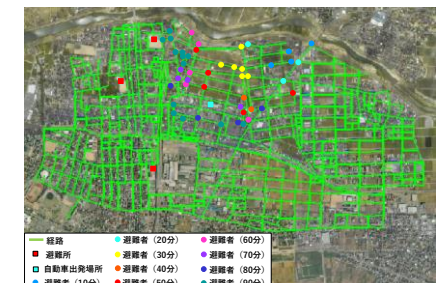 経路 避難者（20分） 避難者（60分）
避難所 避難者（30分） 避難者（70分）
自動車出発場所 避難者（40分） 避難者（80分）
避難者（10分） 避難者（50分） 避難者（90分）